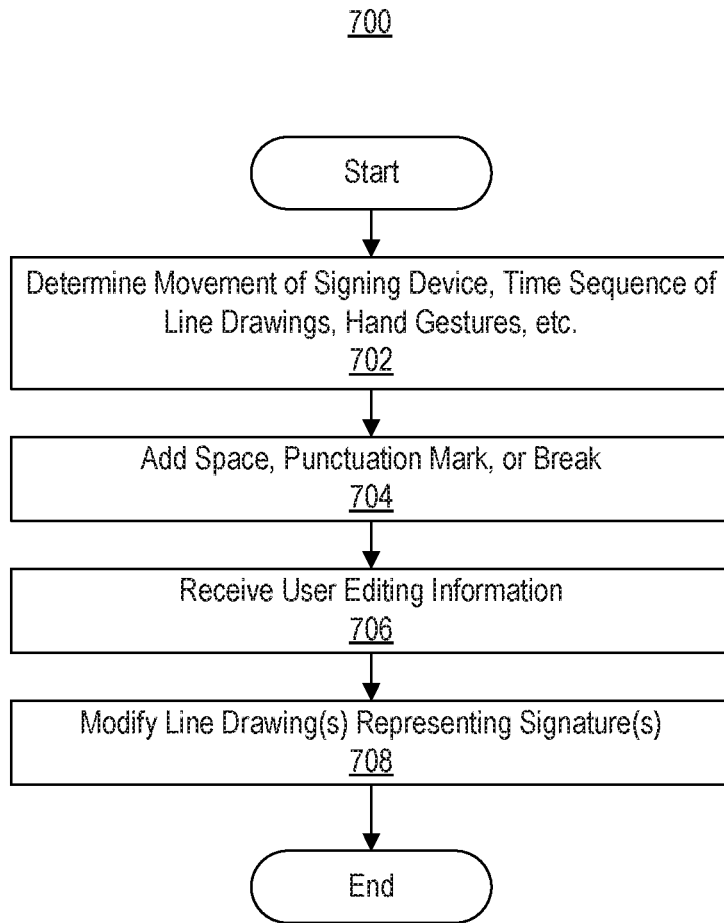 700
Start
Determine Movement of Signing Device, Time Sequence of
Line Drawings, Hand Gestures, etc.
702
Add Space, Punctuation Mark, or Break
704
Receive User Editing Information
706
Modify Line Drawing(s) Representing Signature(s)
708
End